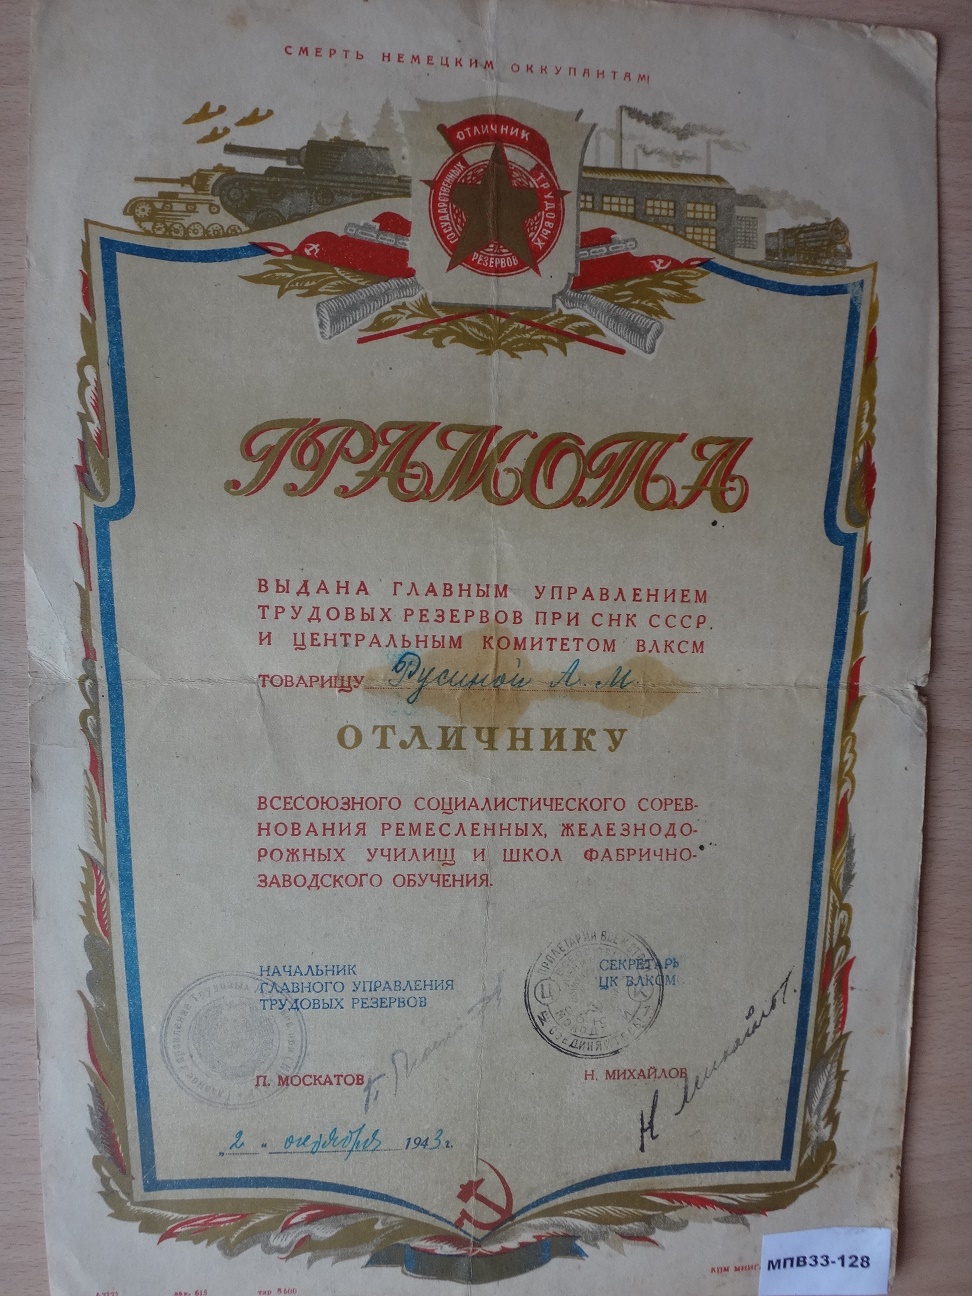 СМЕРТЬ НЕМЕЦКИМ ОККУПАНТАМ!
ОТЛИЧНИК
ГОСУДАРСТВЕННЫХ ТРУДОВЫХ
РЕЗЕРВОВ
ГРАМОТА
ВЫДАНА ГЛАВНЫМ УПРАВЛЕНИЕМ
ТРУДОВЫХ РЕЗЕРВОВ ПРИ СНК СССР.
И ЦЕНТРАЛЬНЫМ КОМИТЕТОМ ВЛКСМ
ТОВАРИЩУ Русиной А. М.
ОТЛИЧНИКУ
ВСЕСОЮЗНОГО СОЦИАЛИСТИЧЕСКОГО СОРЕВ-
НОВАНИЯ РЕМЕСЛЕННЫХ, ЖЕЛЕЗНОДО-
РОЖНЫХ УЧИЛИЩ И ШКОЛ ФАБРИЧНО-
ЗАВОДСКОГО ОБУЧЕНИЯ.
НАЧАЛЬНИК
ГЛАВНОГО УПРАВЛЕНИЯ
ТРУДОВЫХ РЕЗЕРВОВ
П. МОСКАТОВ
СЕКРЕТАРЬ
ЦК ВЛКСМ
Н. МИХАЙЛОВ
Н Михайлов
„2" октября 1943 г.
МПВ33-128